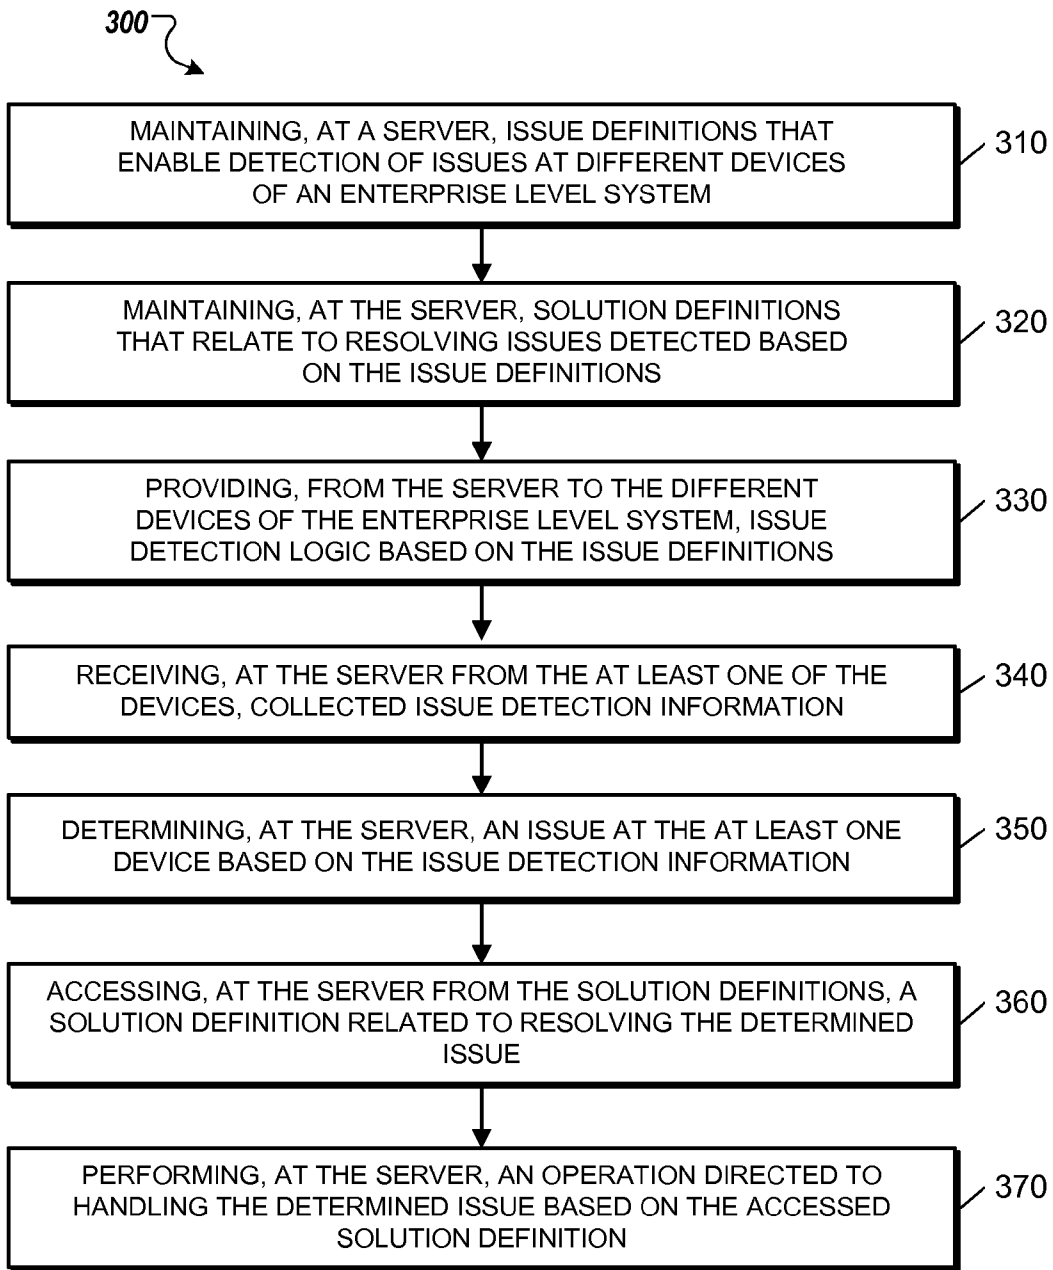 300
MAINTAINING, AT A SERVER, ISSUE DEFINITIONS THAT
ENABLE DETECTION OF ISSUES AT DIFFERENT DEVICES
OF AN ENTERPRISE LEVEL SYSTEM
310
MAINTAINING, AT THE SERVER, SOLUTION DEFINITIONS
THAT RELATE TO RESOLVING ISSUES DETECTED BASED
ON THE ISSUE DEFINITIONS
320
PROVIDING, FROM THE SERVER TO THE DIFFERENT
DEVICES OF THE ENTERPRISE LEVEL SYSTEM, ISSUE
DETECTION LOGIC BASED ON THE ISSUE DEFINITIONS
330
RECEIVING, AT THE SERVER FROM THE AT LEAST ONE OF THE
DEVICES, COLLECTED ISSUE DETECTION INFORMATION
340
DETERMINING, AT THE SERVER, AN ISSUE AT THE AT LEAST ONE
DEVICE BASED ON THE ISSUE DETECTION INFORMATION
350
ACCESSING, AT THE SERVER FROM THE SOLUTION DEFINITIONS, A
SOLUTION DEFINITION RELATED TO RESOLVING THE DETERMINED
ISSUE
360
PERFORMING, AT THE SERVER, AN OPERATION DIRECTED TO
HANDLING THE DETERMINED ISSUE BASED ON THE ACCESSED
SOLUTION DEFINITION
370